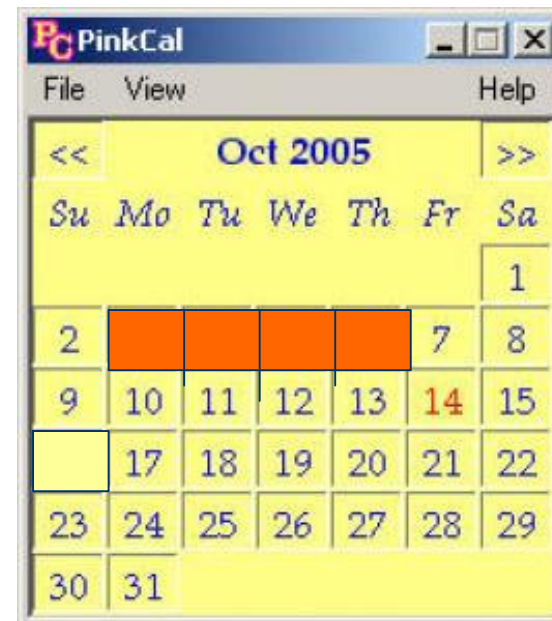 PC PinkCal
File View Help
<< Oct 2005 >>
Su Mo Tu We Th Fr Sa
1
2 7 8
9 10 11 12 13 14 15
17 18 19 20 21 22
23 24 25 26 27 28 29
30 31